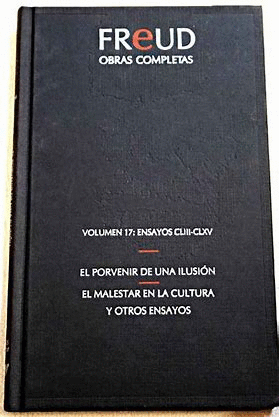 FReUD
OBRAS COMPLETAS
VOLUMEN 17: ENSAYOS CLIII-CLXV
EL PORVENIR DE UNA ILUSIÓN
EL MALESTAR EN LA CULTURA
Y OTROS ENSAYOS